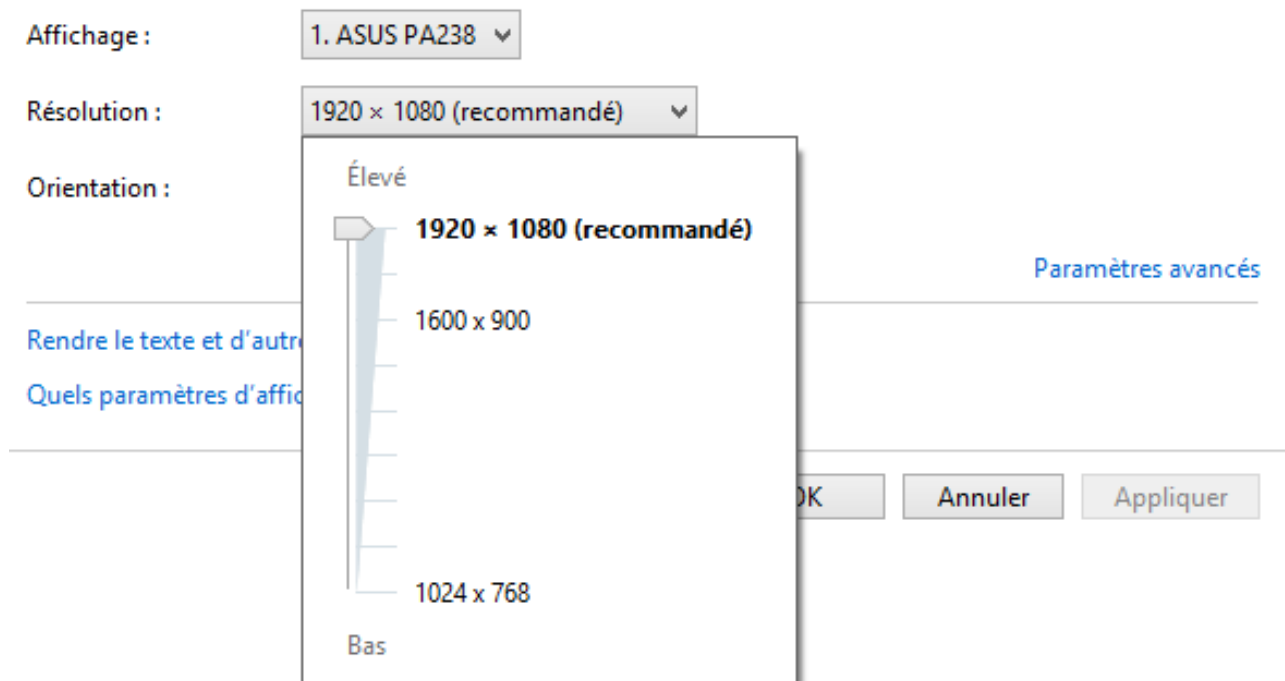 Affichage : 1. ASUS PA238
Résolution : 1920 × 1080 (recommandé)
Élevé
Orientation :
1920 × 1080 (recommandé)
Paramètres avancés
1600 x 900
Rendre le texte et d'autr
Quels paramètres d'affic
OK Annuler Appliquer
1024 x 768
Bas